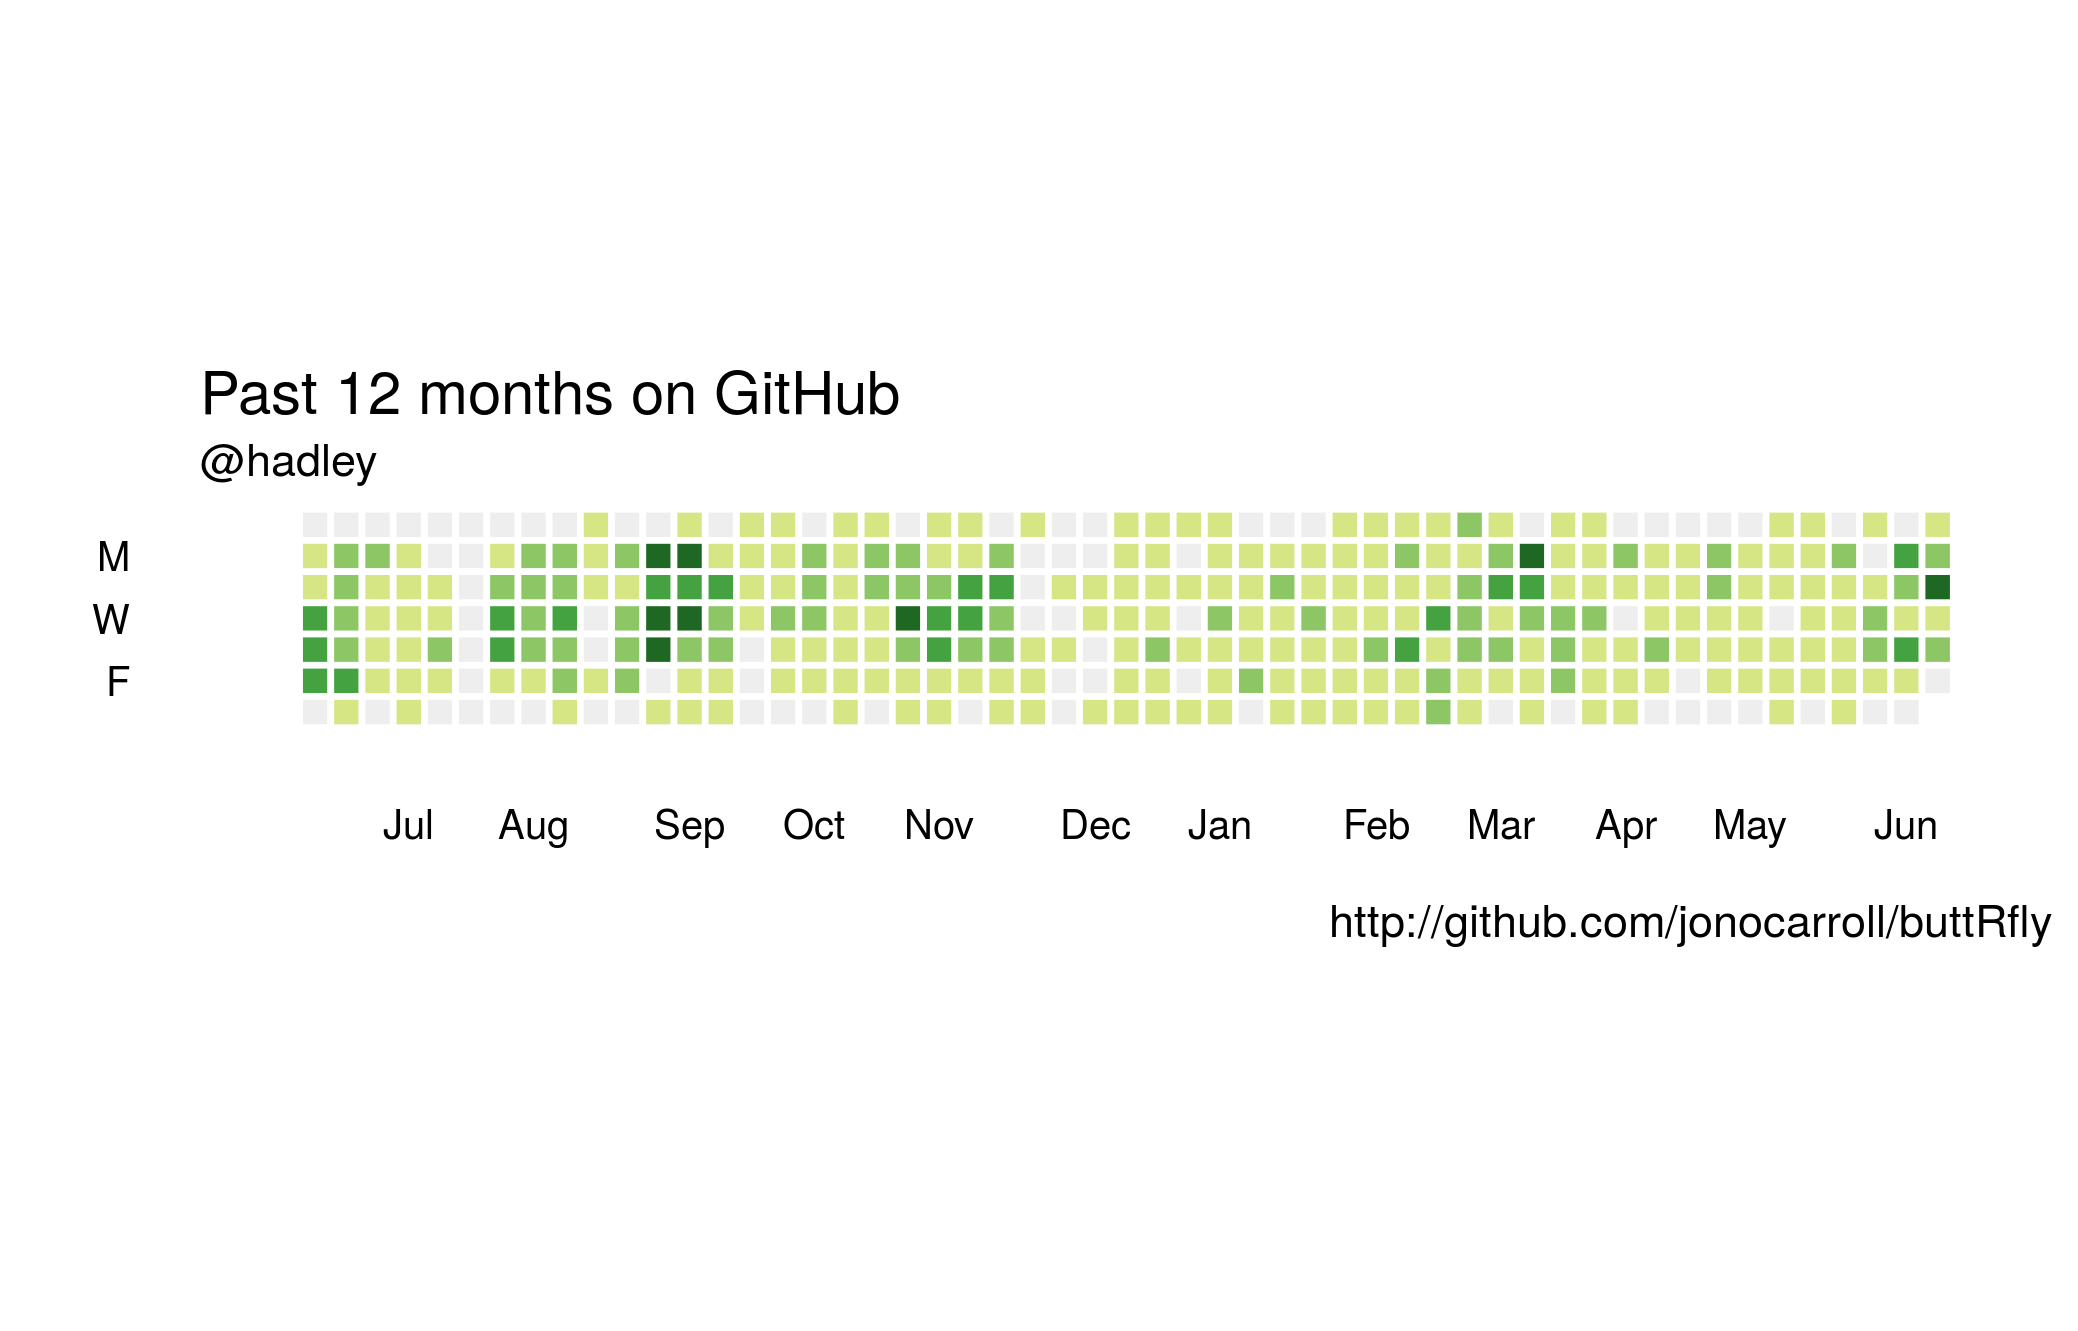 Past 12 months on GitHub
@hadley
M
W
F
Jul Aug Sep Oct Nov Dec Jan Feb Mar Apr May Jun
http://github.com/jonocarroll/buttRfly